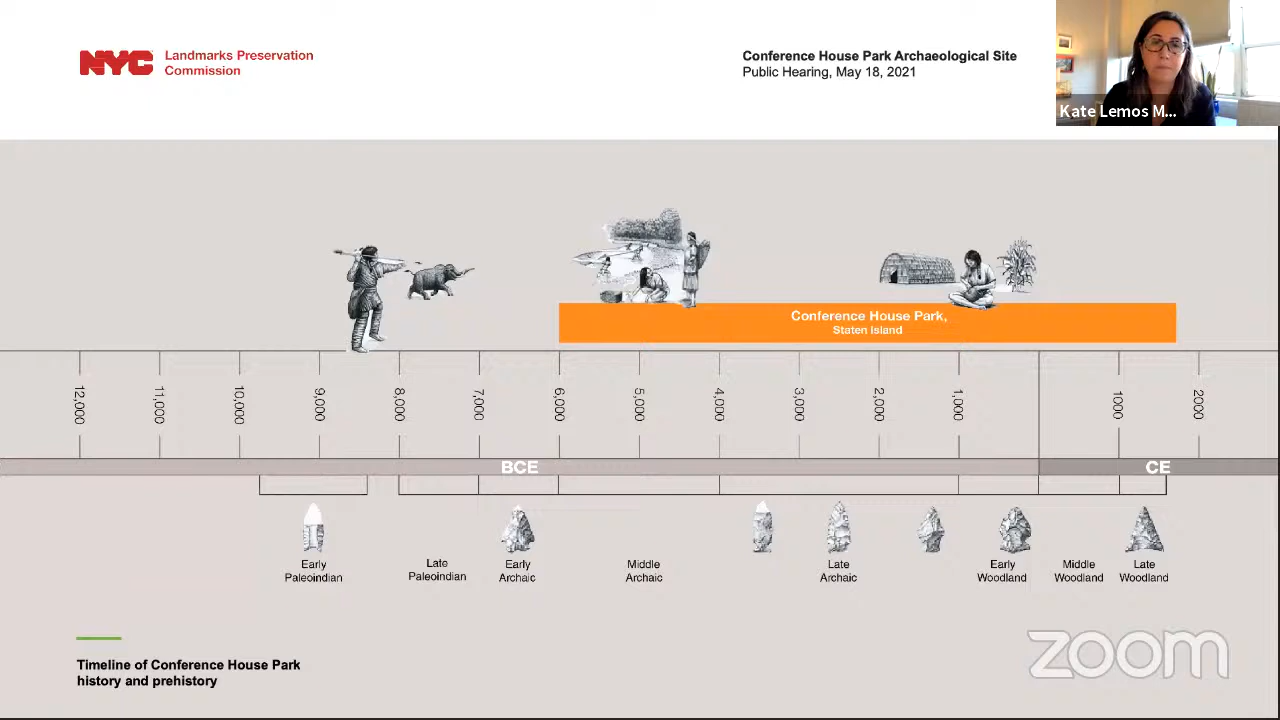 NYC
Landmarks Preservation
Commission
Conference House Park Archaeological Site
Public Hearing, May 18, 2021
Kate Lemos M...
Conference House Park,
Staten Island
12,000
11,000
10,000
9,000
8,000
7,000
6,000
5,000
4,000
3,000
2,000
1,000
1000
2000
BCE
CE
Early
Paleoindian
Late
Paleoindian
Early
Archaic
Middle
Archaic
Late
Archaic
Early
Woodland
Middle
Woodland
Late
Woodland
Timeline of Conference House Park
history and prehistory
zoom